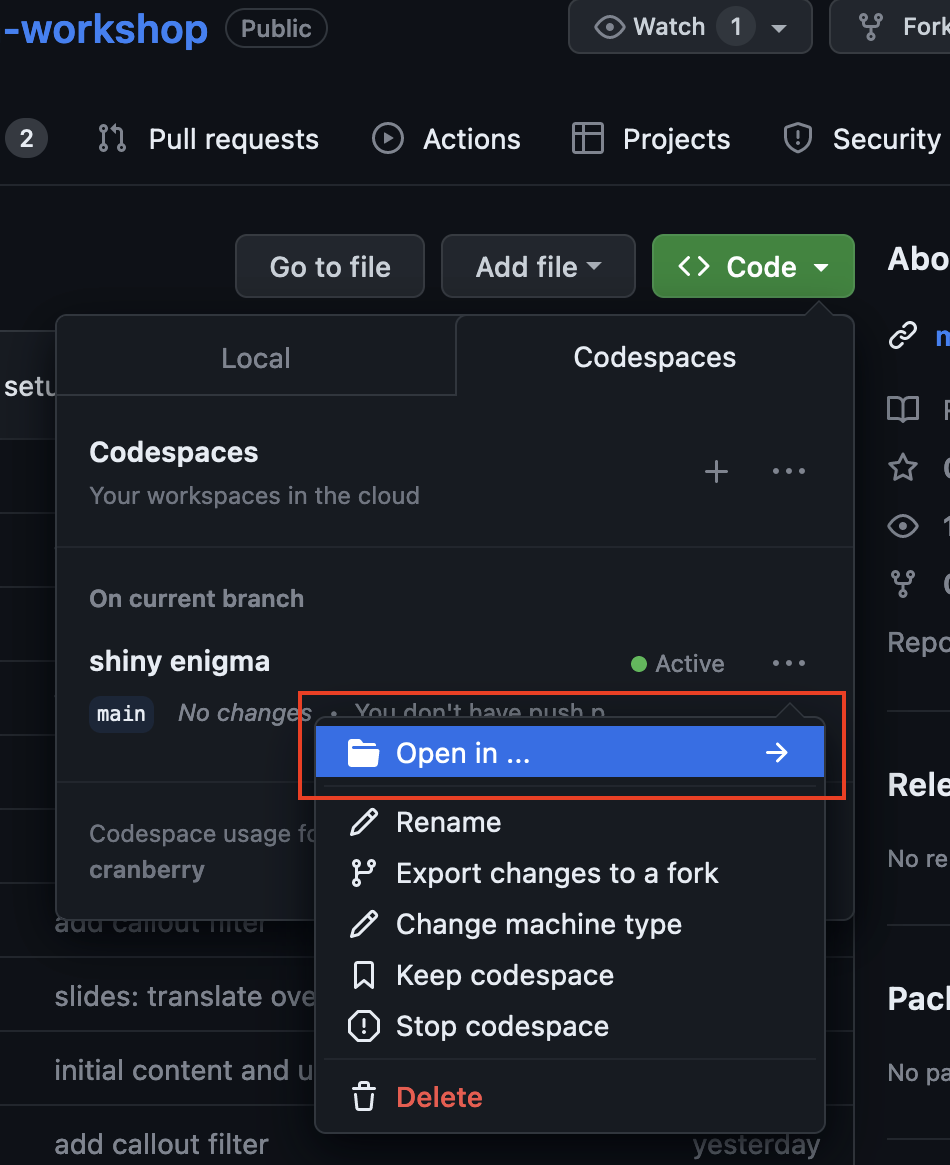 -workshop Public Watch 1 Fork
2 Pull requests Actions Projects Security
Go to file Add file Code
Local Codespaces
Codespaces
Your workspaces in the cloud
On current branch
shiny enigma Active
main No changes • You don't have push p
Open in ...
Rename
Export changes to a fork
Change machine type
Keep codespace
Stop codespace
Delete
Codespace usage fo
cranberry
setu
add callout filter
slides: translate ove
initial content and u
add callout filter yesterday
Abo
Repo
Rele
No re
Pack
No pa